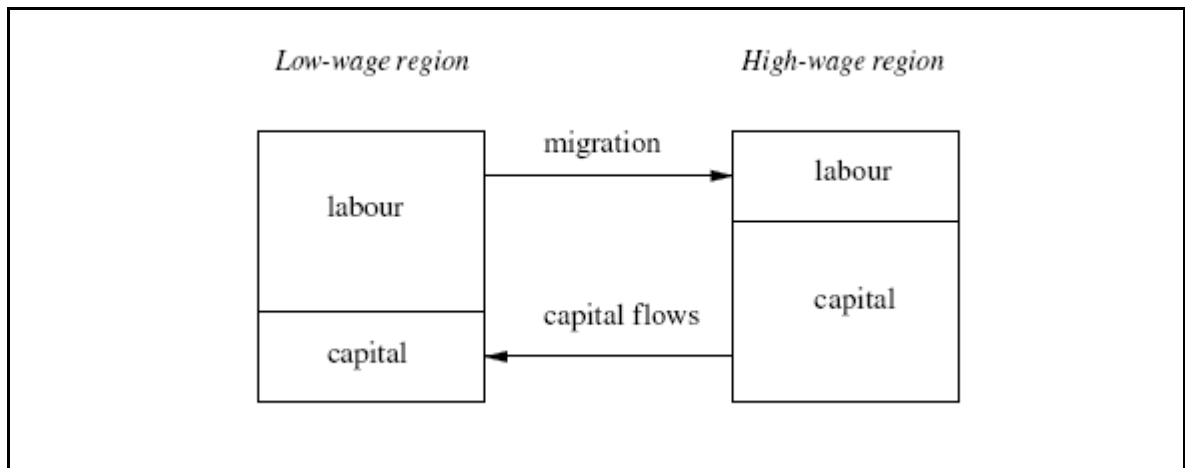 Low-wage region
High-wage region
migration
labour
labour
capital
capital flows
capital